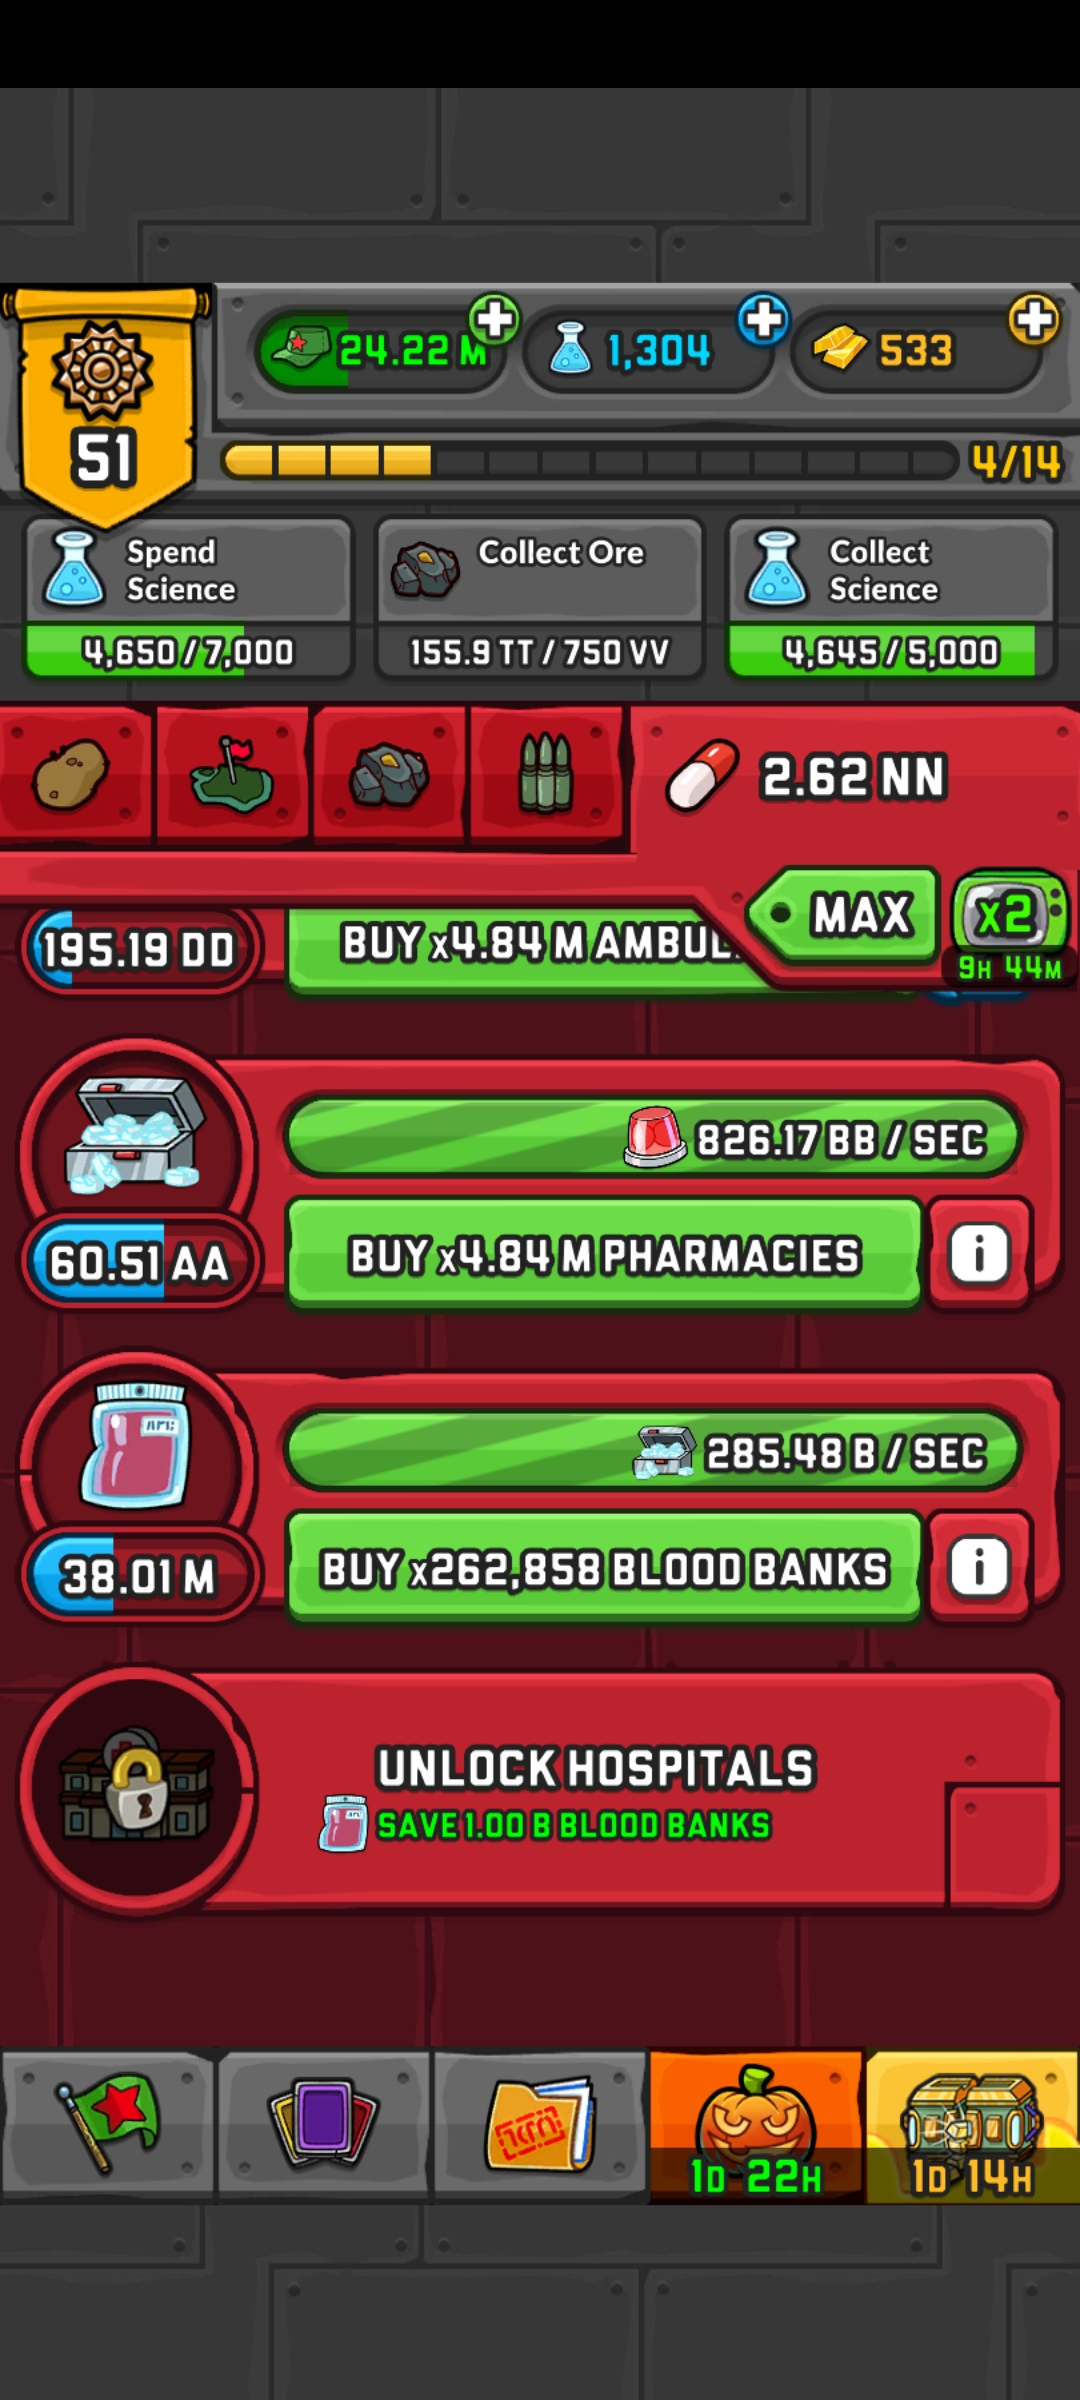 24.22 M
1,304
533
51
4/14
Spend
Science
4,650/7,000
Collect Ore
155.9 TT / 750 VV
Collect
Science
4,645/5,000
2.62 NN
MAX
x2
9H 44M
195.19 DD
BUY x4.84 M AMBUL
826.17 BB / SEC
60.51 AA
BUY x4.84 M PHARMACIES
i
285.48 B / SEC
38.01 M
BUY x262,858 BLOOD BANKS
i
UNLOCK HOSPITALS
SAVE 1.00 B BLOOD BANKS
1D 22H
1D 14H